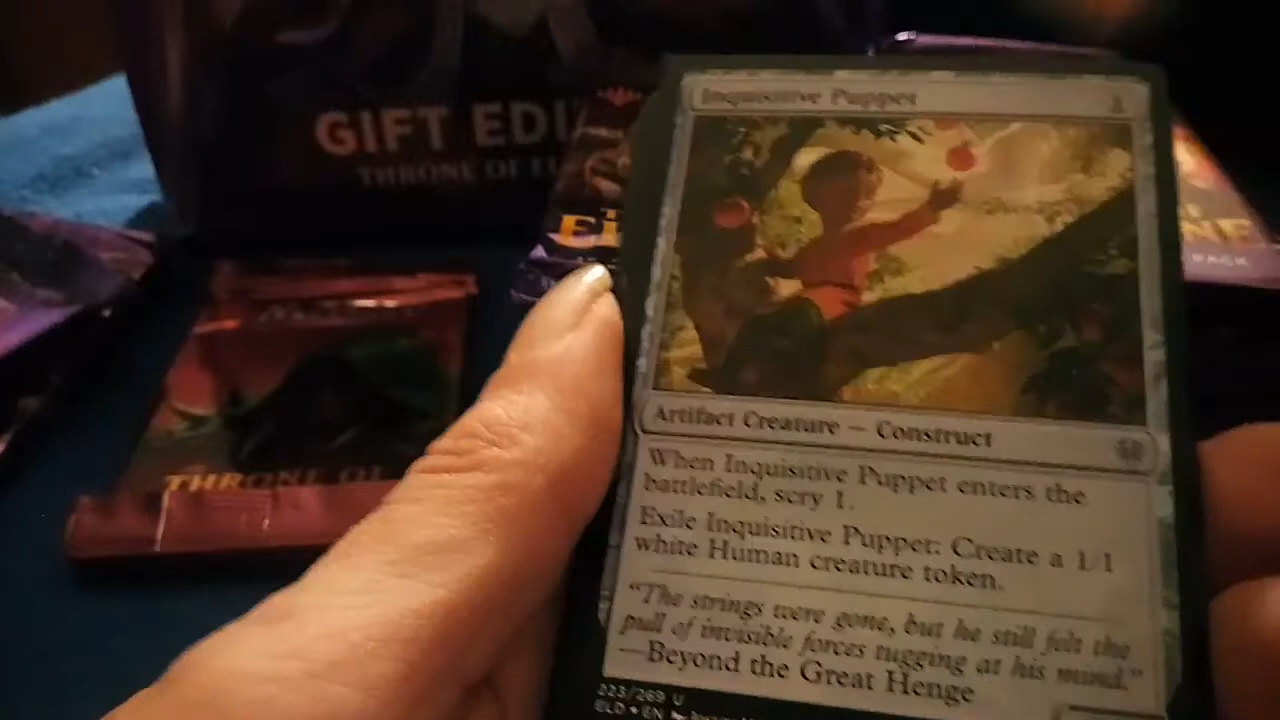 GIFT EDI
THRONE OF EL
THRONE OF
PACK
Inquisitive Puppet
1
Artifact Creature — Construct
When Inquisitive Puppet enters the
battlefield, scry 1.
Exile Inquisitive Puppet: Create a 1/1
white Human creature token.
“The strings were gone, but he still felt the
pull of invisible forces tugging at his mind.”
—Beyond the Great Henge
223/269 U
ELD ★ EN